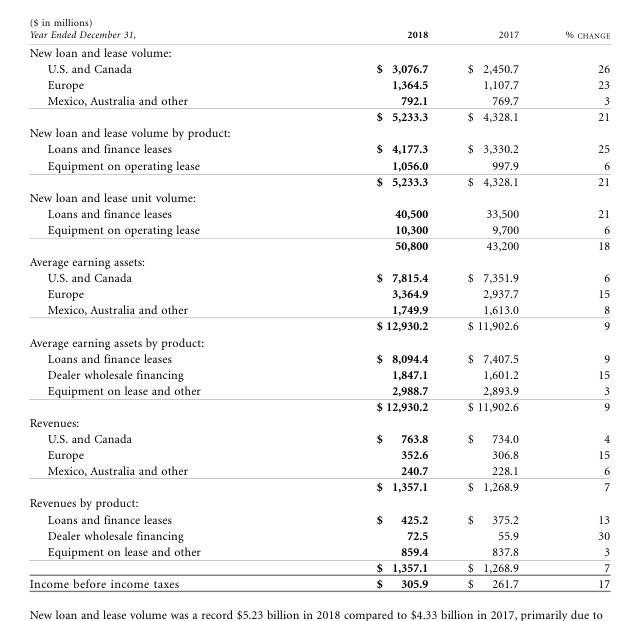 ($ in millions)
Year Ended December 31, 2018 2017 % CHANGE
New loan and lease volume:
U.S. and Canada $ 3,076.7 $ 2,450.7 26
Europe 1,364.5 1,107.7 23
Mexico, Australia and other 792.1 769.7 3
$ 5,233.3 $ 4,328.1 21
New loan and lease volume by product:
Loans and finance leases $ 4,177.3 $ 3,330.2 25
Equipment on operating lease 1,056.0 997.9 6
$ 5,233.3 $ 4,328.1 21
New loan and lease unit volume:
Loans and finance leases 40,500 33,500 21
Equipment on operating lease 10,300 9,700 6
50,800 43,200 18
Average earning assets:
U.S. and Canada $ 7,815.4 $ 7,351.9 6
Europe 3,364.9 2,937.7 15
Mexico, Australia and other 1,749.9 1,613.0 8
$ 12,930.2 $ 11,902.6 9
Average earning assets by product:
Loans and finance leases $ 8,094.4 $ 7,407.5 9
Dealer wholesale financing 1,847.1 1,601.2 15
Equipment on lease and other 2,988.7 2,893.9 3
$ 12,930.2 $ 11,902.6 9
Revenues:
U.S. and Canada $ 763.8 $ 734.0 4
Europe 352.6 306.8 15
Mexico, Australia and other 240.7 228.1 6
$ 1,357.1 $ 1,268.9 7
Revenues by product:
Loans and finance leases $ 425.2 $ 375.2 13
Dealer wholesale financing 72.5 55.9 30
Equipment on lease and other 859.4 837.8 3
$ 1,357.1 $ 1,268.9 7
Income before income taxes $ 305.9 $ 261.7 17
New loan and lease volume was a record $5.23 billion in 2018 compared to $4.33 billion in 2017, primarily due to